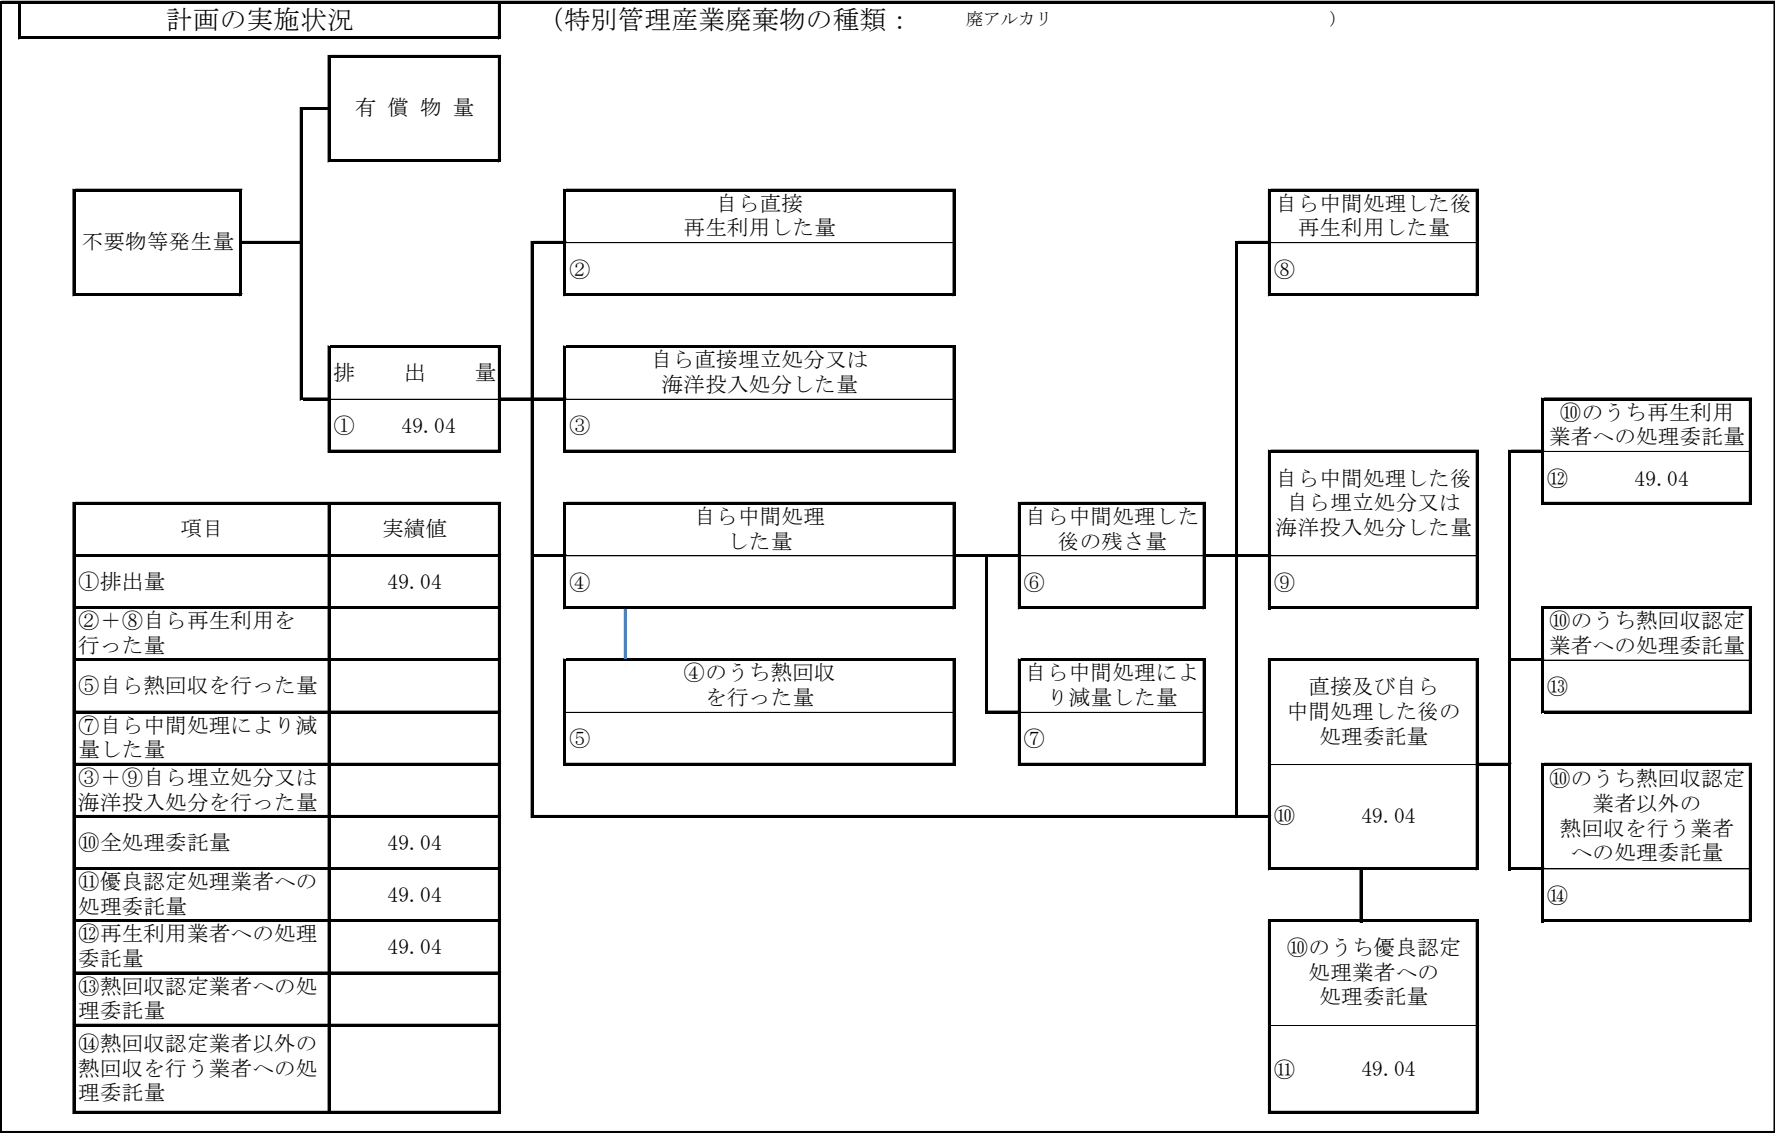 計画の実施状況
（特別管理産業廃棄物の種類： 廃アルカリ ）
有 償 物 量
不要物等発生量
排 出 量
① 49.04
自ら直接
再生利用した量
②
自ら直接埋立処分又は
海洋投入処分した量
③
自ら中間処理
した量
④
④のうち熱回収
を行った量
⑤
自ら中間処理した
後の残さ量
⑥
自ら中間処理によ
り減量した量
⑦
自ら中間処理した後
再生利用した量
⑧
自ら中間処理した後
自ら埋立処分又は
海洋投入処分した量
⑨
直接及び自ら
中間処理した後の
処理委託量
⑩ 49.04
⑩のうち優良認定
処理業者への
処理委託量
⑪ 49.04
⑩のうち再生利用
業者への処理委託量
⑫ 49.04
⑩のうち熱回収認定
業者への処理委託量
⑬
⑩のうち熱回収認定
業者以外の
熱回収を行う業者
への処理委託量
⑭
項目 実績値
①排出量 49.04
②＋⑧自ら再生利用を
行った量
⑤自ら熱回収を行った量
⑦自ら中間処理により減
量した量
③＋⑨自ら埋立処分又は
海洋投入処分を行った量
⑩全処理委託量 49.04
⑪優良認定処理業者への
処理委託量 49.04
⑫再生利用業者への処理
委託量 49.04
⑬熱回収認定業者への処
理委託量
⑭熱回収認定業者以外の
熱回収を行う業者への処
理委託量